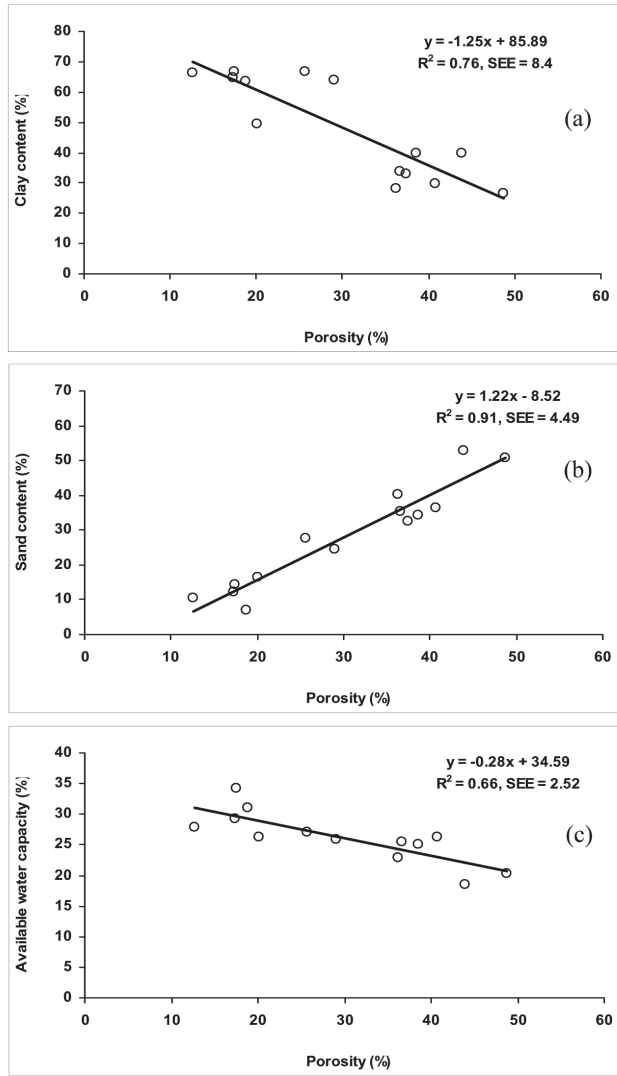 y = -1.25x + 85.89
R² = 0.76, SEE = 8.4
(a)
Clay content (%)
80
70
60
50
40
30
20
10
0
0 10 20 30 40 50 60
Porosity (%)
y = 1.22x - 8.52
R² = 0.91, SEE = 4.49
(b)
Sand content (%)
70
60
50
40
30
20
10
0
0 10 20 30 40 50 60
Porosity (%)
y = -0.28x + 34.59
R² = 0.66, SEE = 2.52
(c)
Available water capacity (%)
40
35
30
25
20
15
10
5
0
0 10 20 30 40 50 60
Porosity (%)